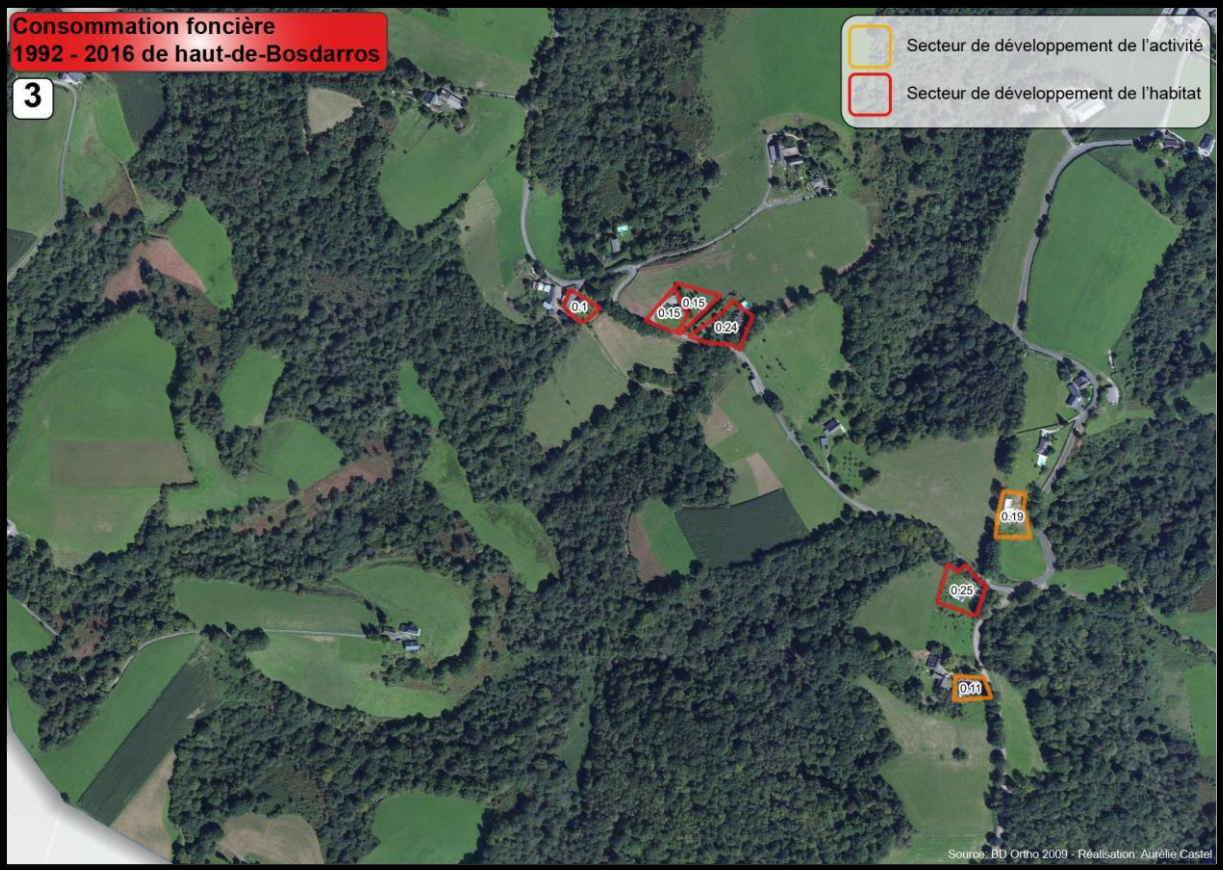 Consommation foncière
1992 - 2016 de haut-de-Bosdarros
3
Secteur de développement de l'activité
Secteur de développement de l'habitat
0.1
0.15
0.15
0.24
0.19
0.25
0.11
Source: BD Ortho 2009 - Réalisation: Aurélie Castel